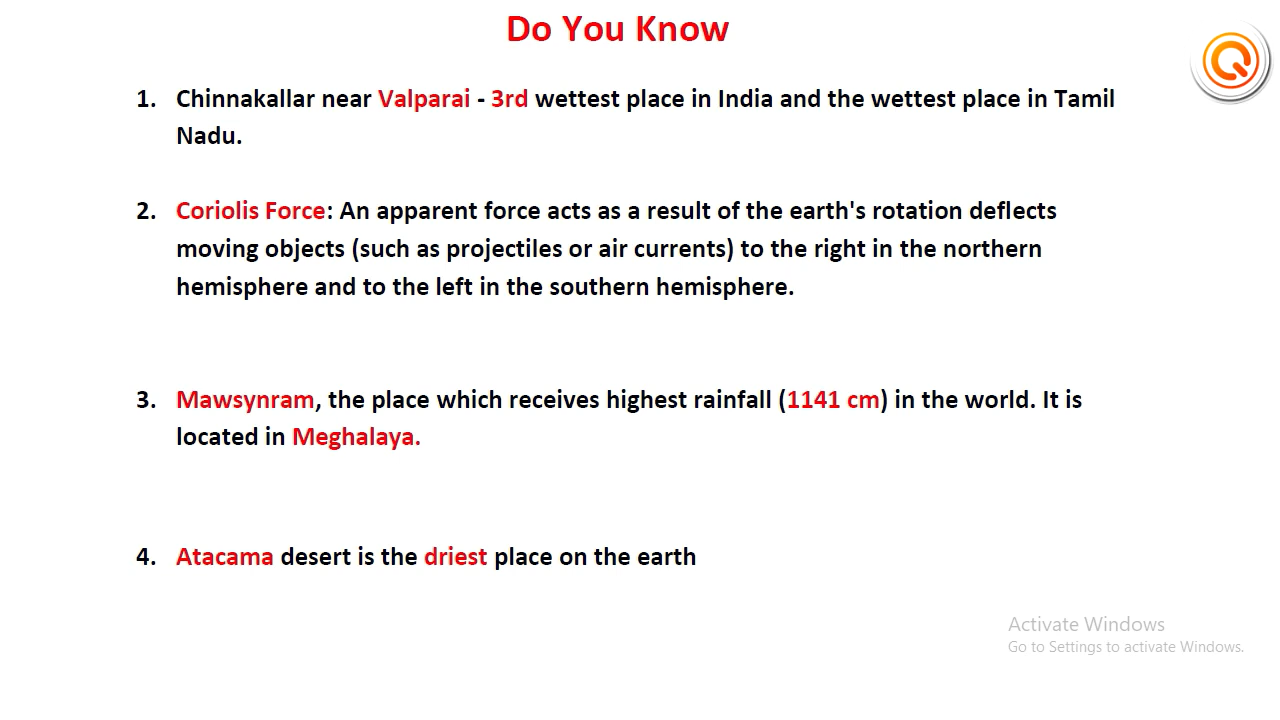 Do You Know
1. Chinnakallar near Valparai - 3rd wettest place in India and the wettest place in Tamil
Nadu.
2. Coriolis Force: An apparent force acts as a result of the earth's rotation deflects
moving objects (such as projectiles or air currents) to the right in the northern
hemisphere and to the left in the southern hemisphere.
3. Mawsynram, the place which receives highest rainfall (1141 cm) in the world. It is
located in Meghalaya.
4. Atacama desert is the driest place on the earth
Activate Windows
Go to Settings to activate Windows.